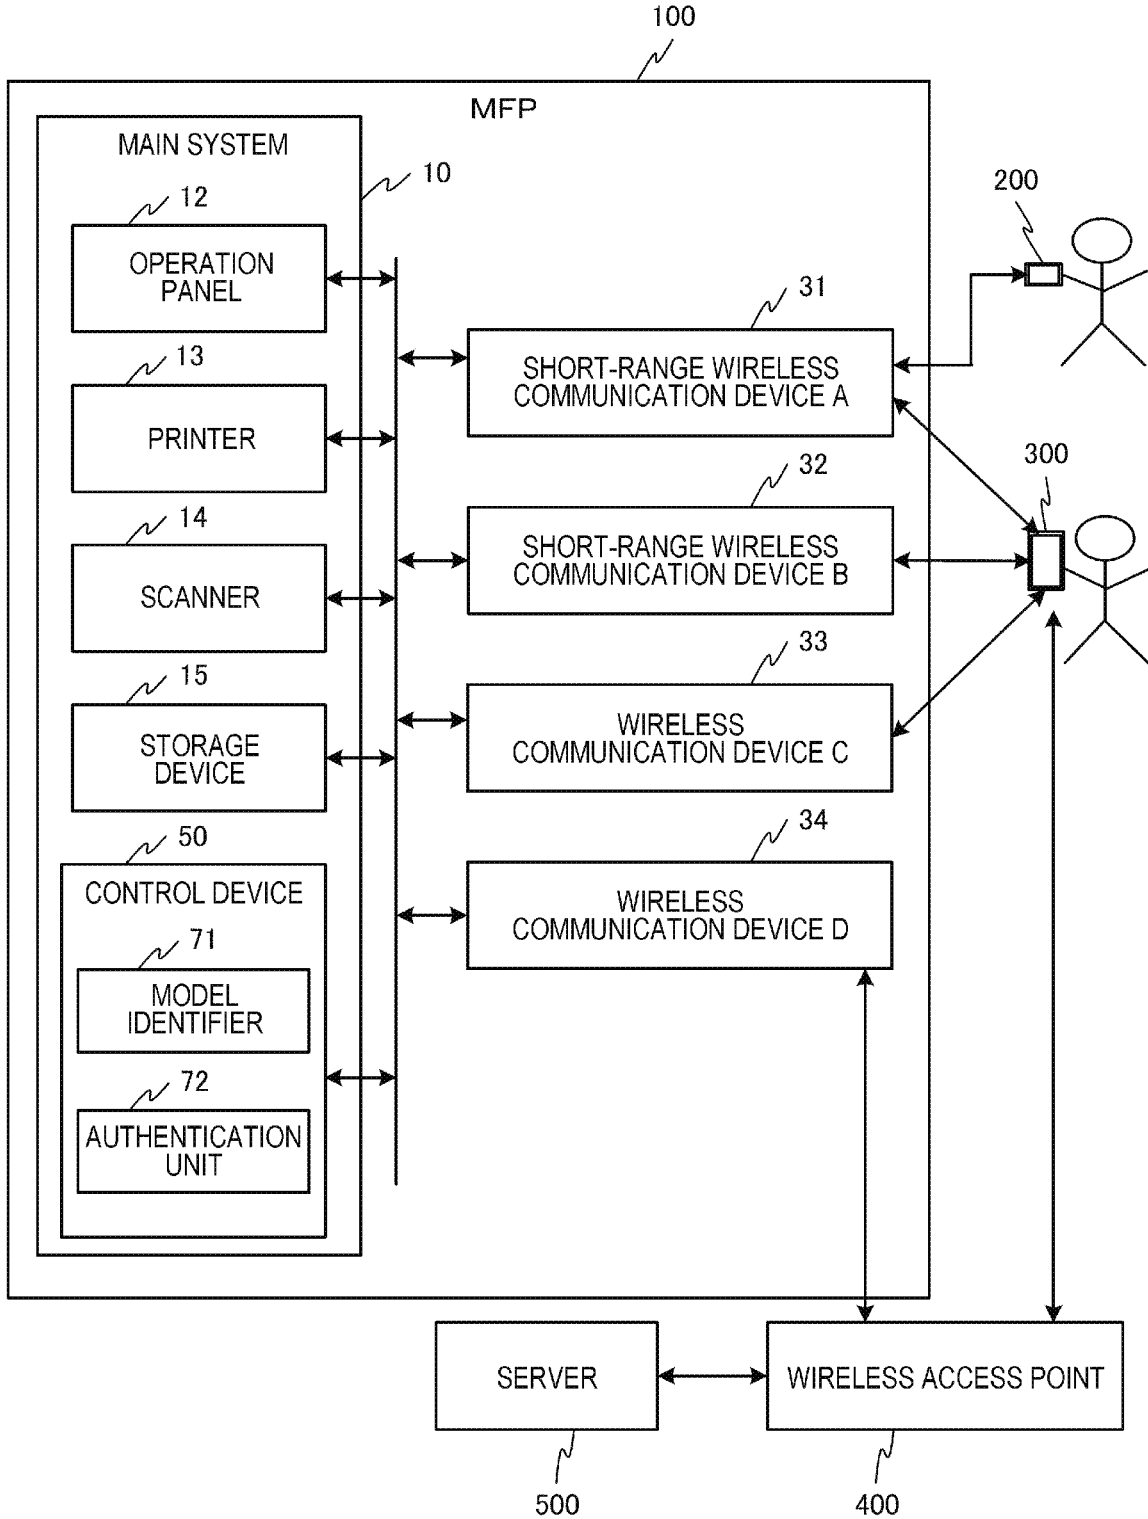 100
MFP
MAIN SYSTEM
10
12
OPERATION
PANEL
13
PRINTER
14
SCANNER
15
STORAGE
DEVICE
50
CONTROL DEVICE
71
MODEL
IDENTIFIER
72
AUTHENTICATION
UNIT
31
SHORT-RANGE WIRELESS
COMMUNICATION DEVICE A
32
SHORT-RANGE WIRELESS
COMMUNICATION DEVICE B
33
WIRELESS
COMMUNICATION DEVICE C
34
WIRELESS
COMMUNICATION DEVICE D
200
300
SERVER
500
WIRELESS ACCESS POINT
400